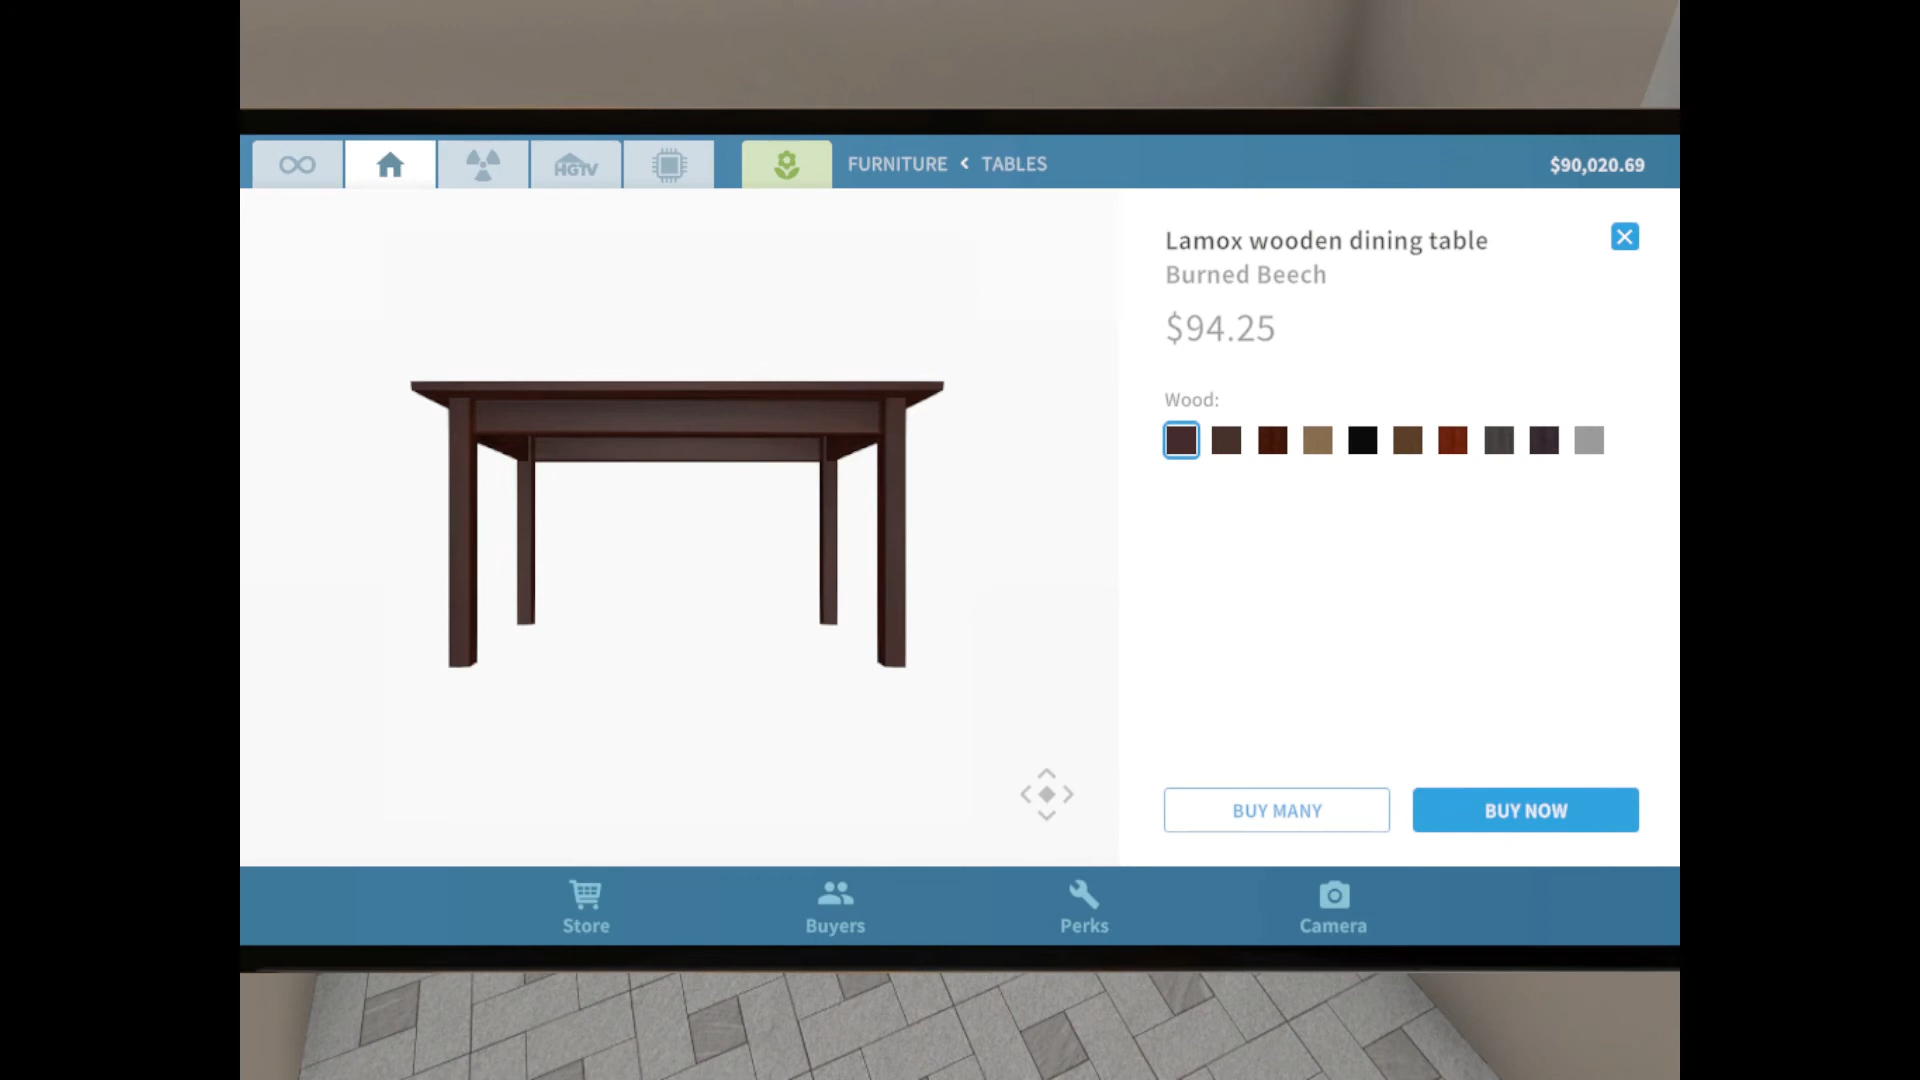 HGTV
FURNITURE < TABLES
$90,020.69
Lamox wooden dining table
Burned Beech
$94.25
Wood:
BUY MANY
BUY NOW
Store
Buyers
Perks
Camera